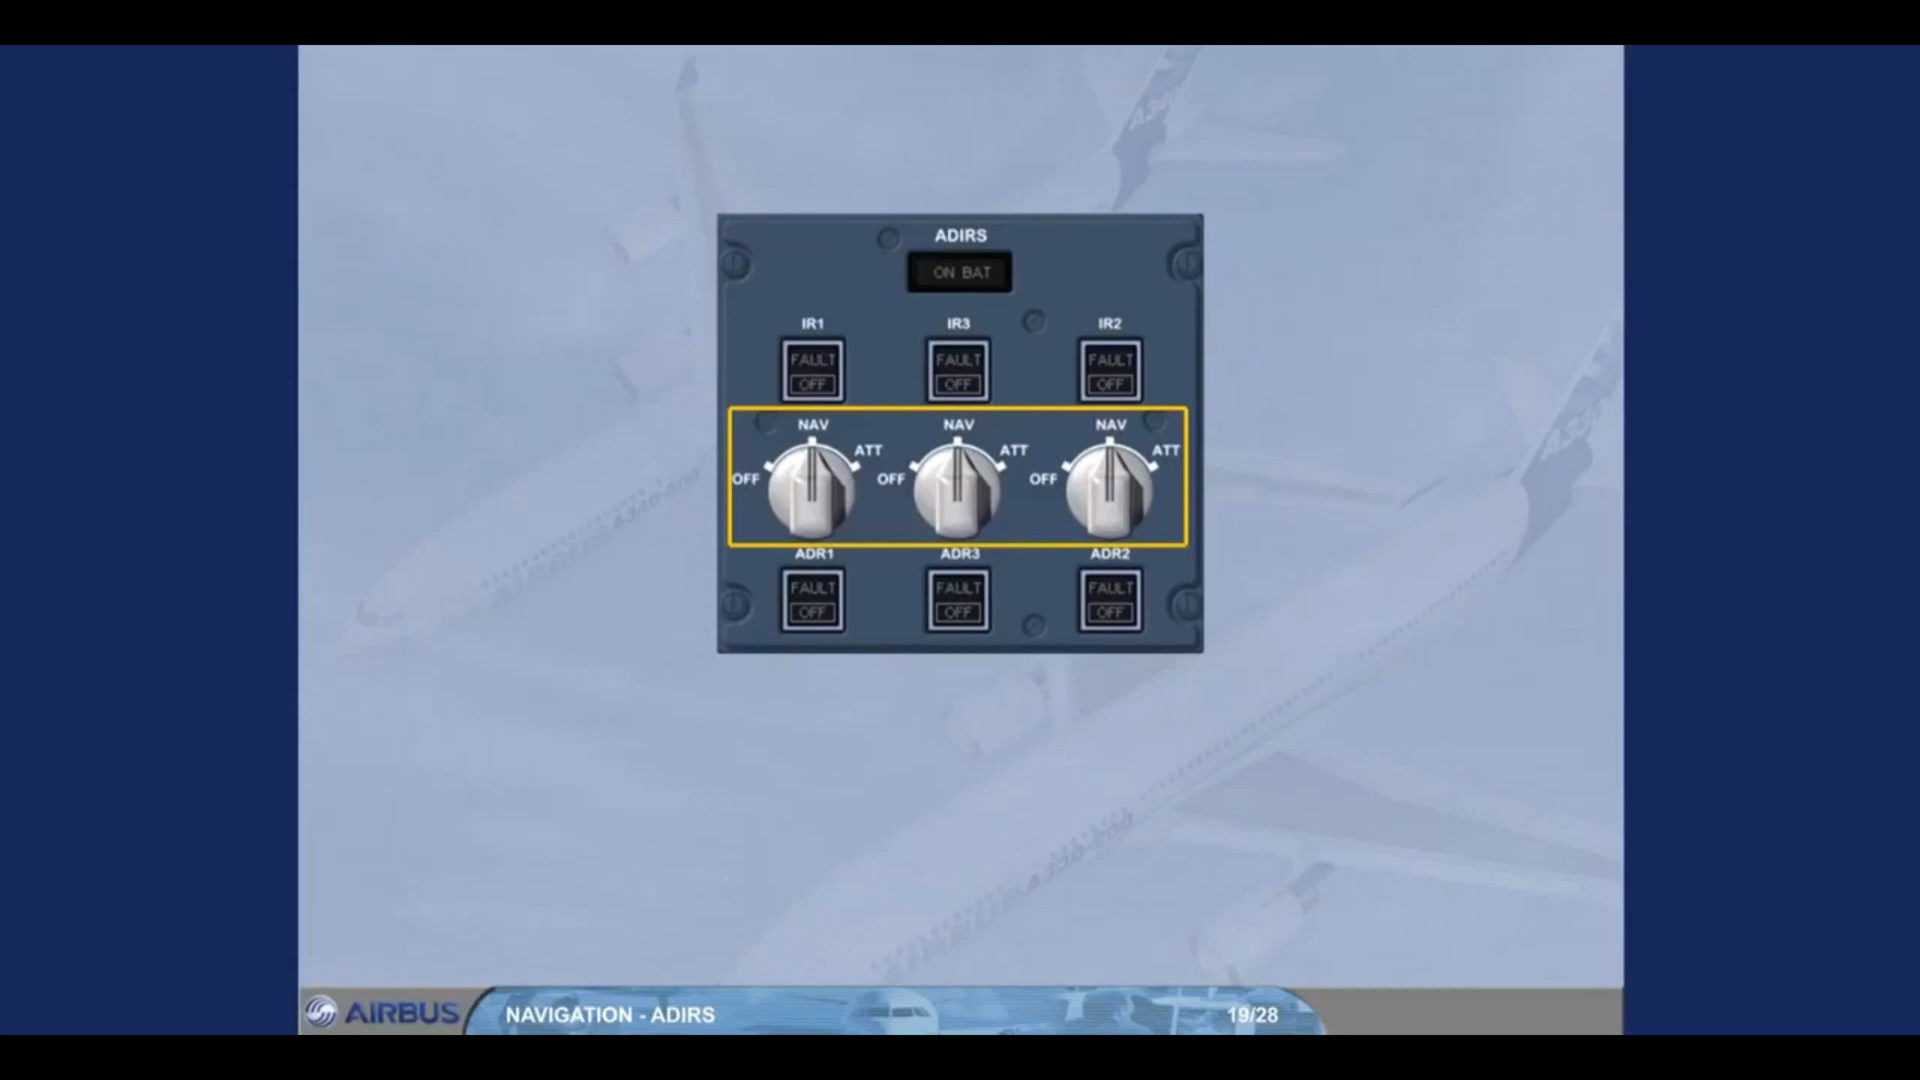 ADIRS
ON BAT
IR1 IR3 IR2
FAULT FAULT FAULT
OFF OFF OFF
NAV NAV NAV
ATT ATT ATT
OFF OFF OFF
ADR1 ADR3 ADR2
FAULT FAULT FAULT
OFF OFF OFF
AIRBUS NAVIGATION - ADIRS 19/28